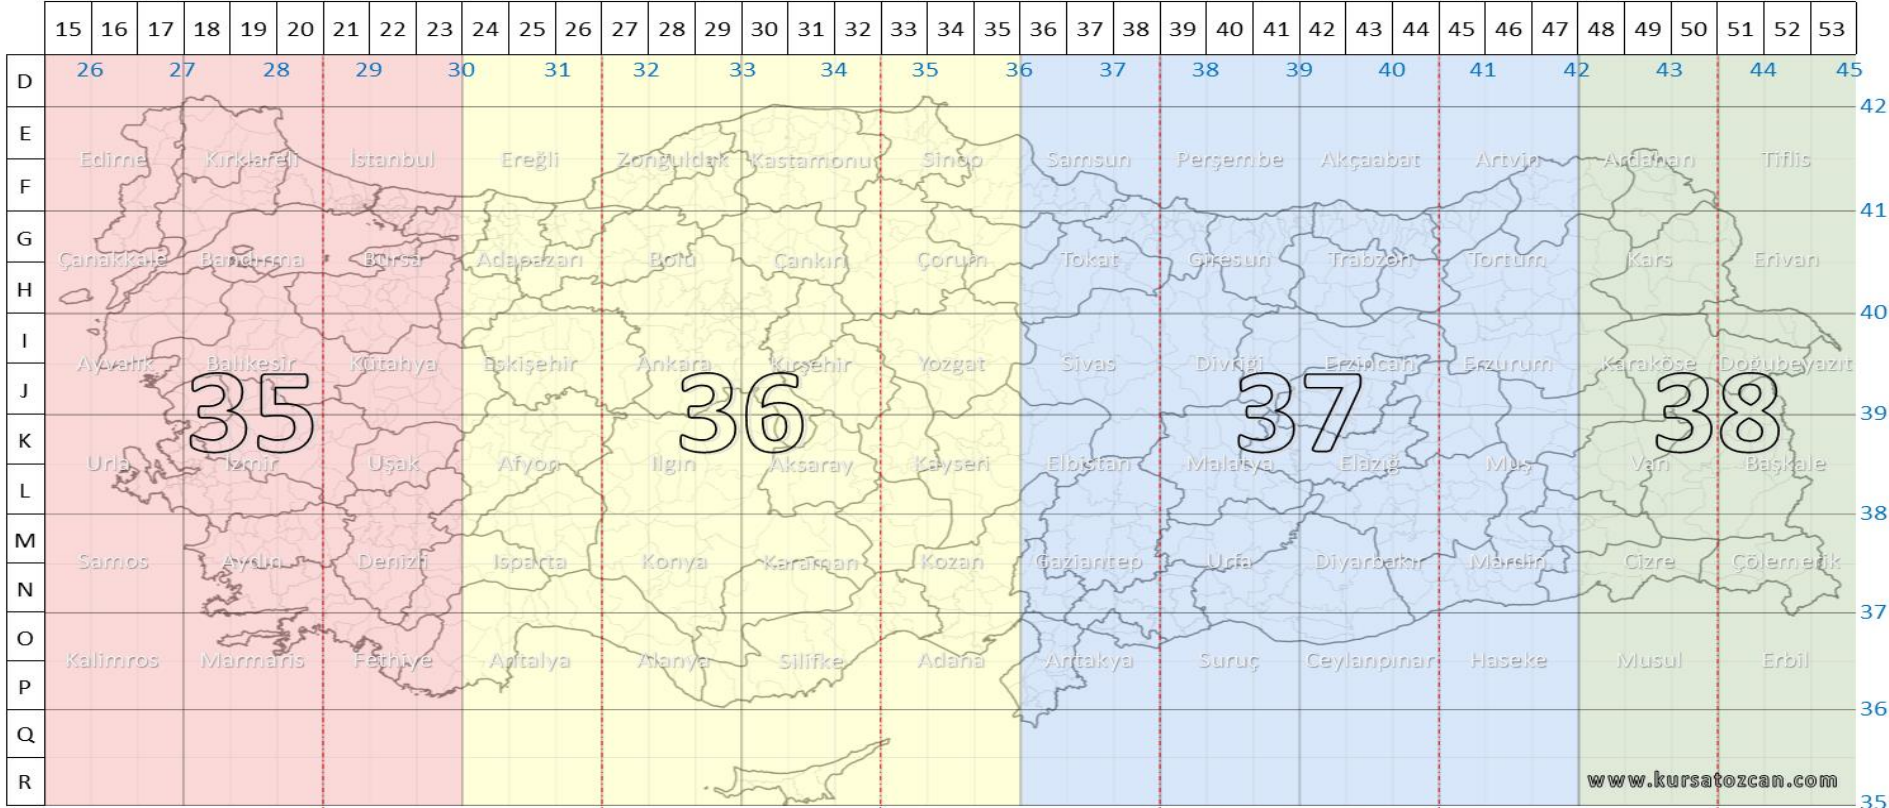 15 16 17 18 19 20 21 22 23 24 25 26 27 28 29 30 31 32 33 34 35 36 37 38 39 40 41 42 43 44 45 46 47 48 49 50 51 52 53
D 26 27 28 29 30 31 32 33 34 35 36 37 38 39 40 41 42 43 44 45
42
E
Edirne Kırklareli İstanbul Ereğli Zonguldak Kastamonu Sinop Samsun Perşembe Akçaabat Artvin Ardahan Tiflis
F
41
G
Çanakkale Bandırma Bursa Adapazarı Bolu Çankırı Çorum Tokat Giresun Trabzon Tortum Kars Erivan
H
40
I
Ayvalık Balıkesir Kütahya Eskişehir Ankara Kırşehir Yozgat Sivas Divriği Erzincan Erzurum Karaköse Doğubeyazıt
J
35 36 37 38
39
K
Urla İzmir Uşak Afyon Ilgın Aksaray Kayseri Elbistan Malatya Elazığ Muş Van Başkale
L
38
M
Samos Aydın Denizli Isparta Konya Karaman Kozan Gaziantep Urfa Diyarbakır Mardin Cizre Çölemerik
N
37
O
Kalimros Marmaris Fethiye Antalya Alanya Silifke Adana Antakya Suruç Ceylanpınar Haseke Musul Erbil
P
36
Q
R
www.kursatozcan.com
35